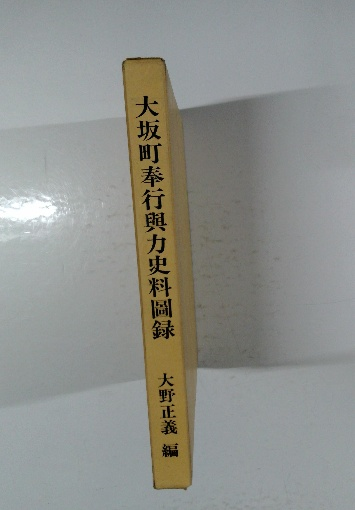 大坂町奉行與力史料圖録
大野正義 編